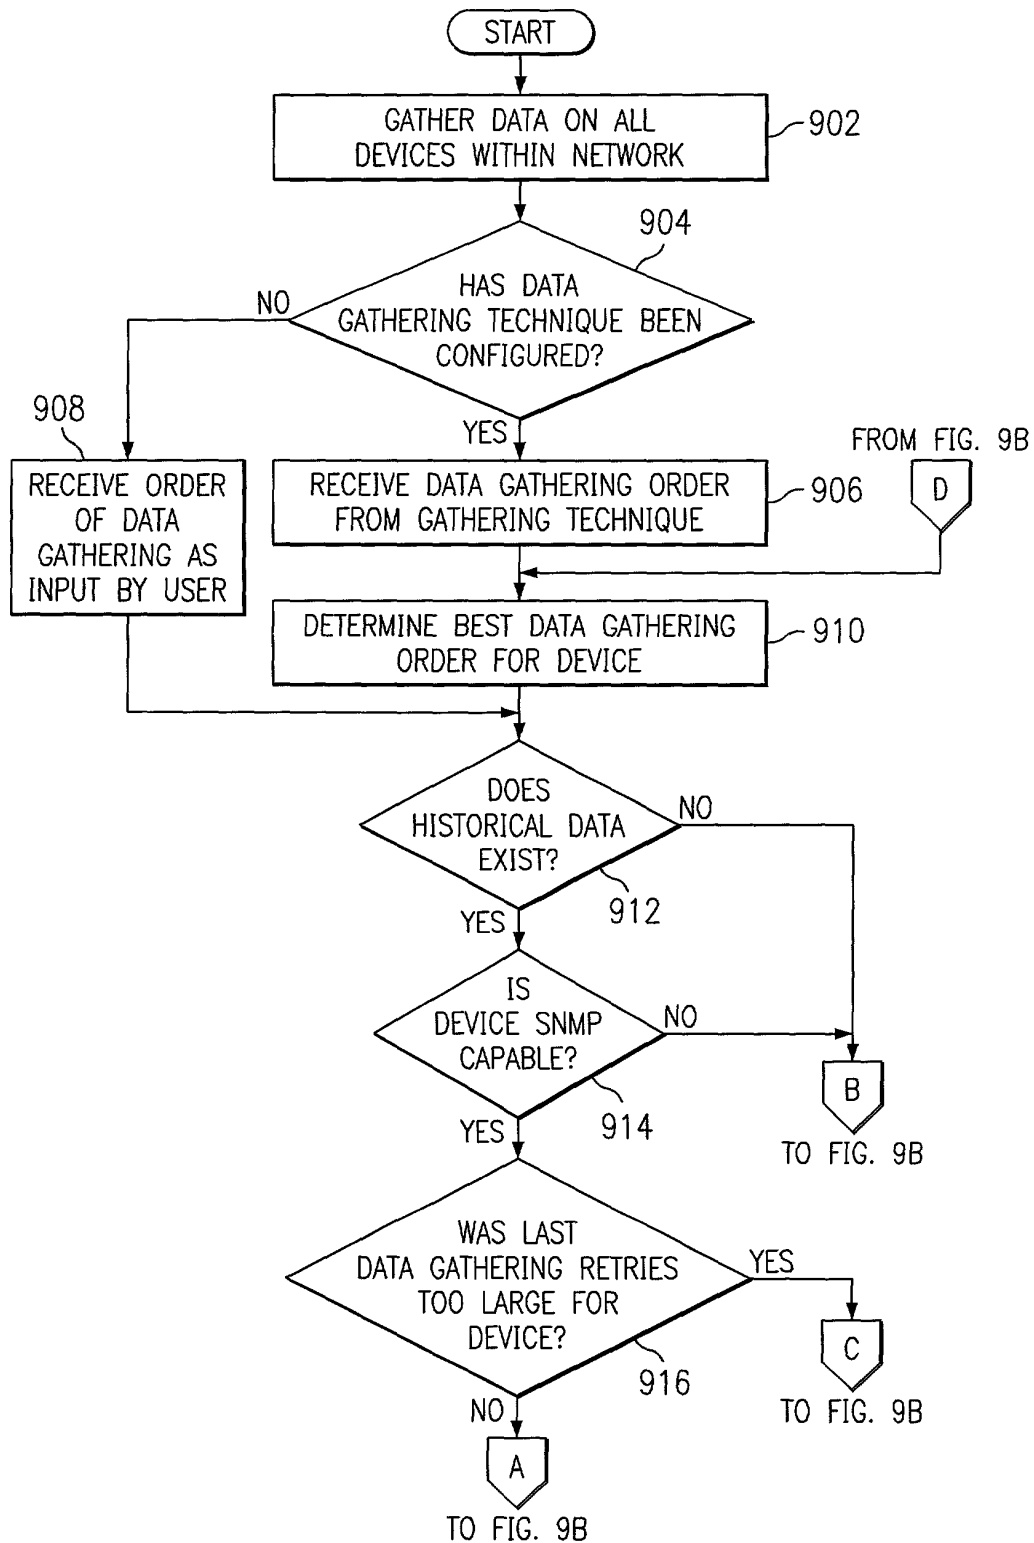 START
GATHER DATA ON ALL
DEVICES WITHIN NETWORK
902
904
HAS DATA
GATHERING TECHNIQUE BEEN
CONFIGURED?
NO
YES
908
RECEIVE ORDER
OF DATA
GATHERING AS
INPUT BY USER
RECEIVE DATA GATHERING ORDER
FROM GATHERING TECHNIQUE
906
FROM FIG. 9B
D
DETERMINE BEST DATA GATHERING
ORDER FOR DEVICE
910
DOES
HISTORICAL DATA
EXIST?
NO
912
YES
IS
DEVICE SNMP
CAPABLE?
NO
914
YES
B
TO FIG. 9B
WAS LAST
DATA GATHERING RETRIES
TOO LARGE FOR
DEVICE?
YES
916
C
TO FIG. 9B
NO
A
TO FIG. 9B